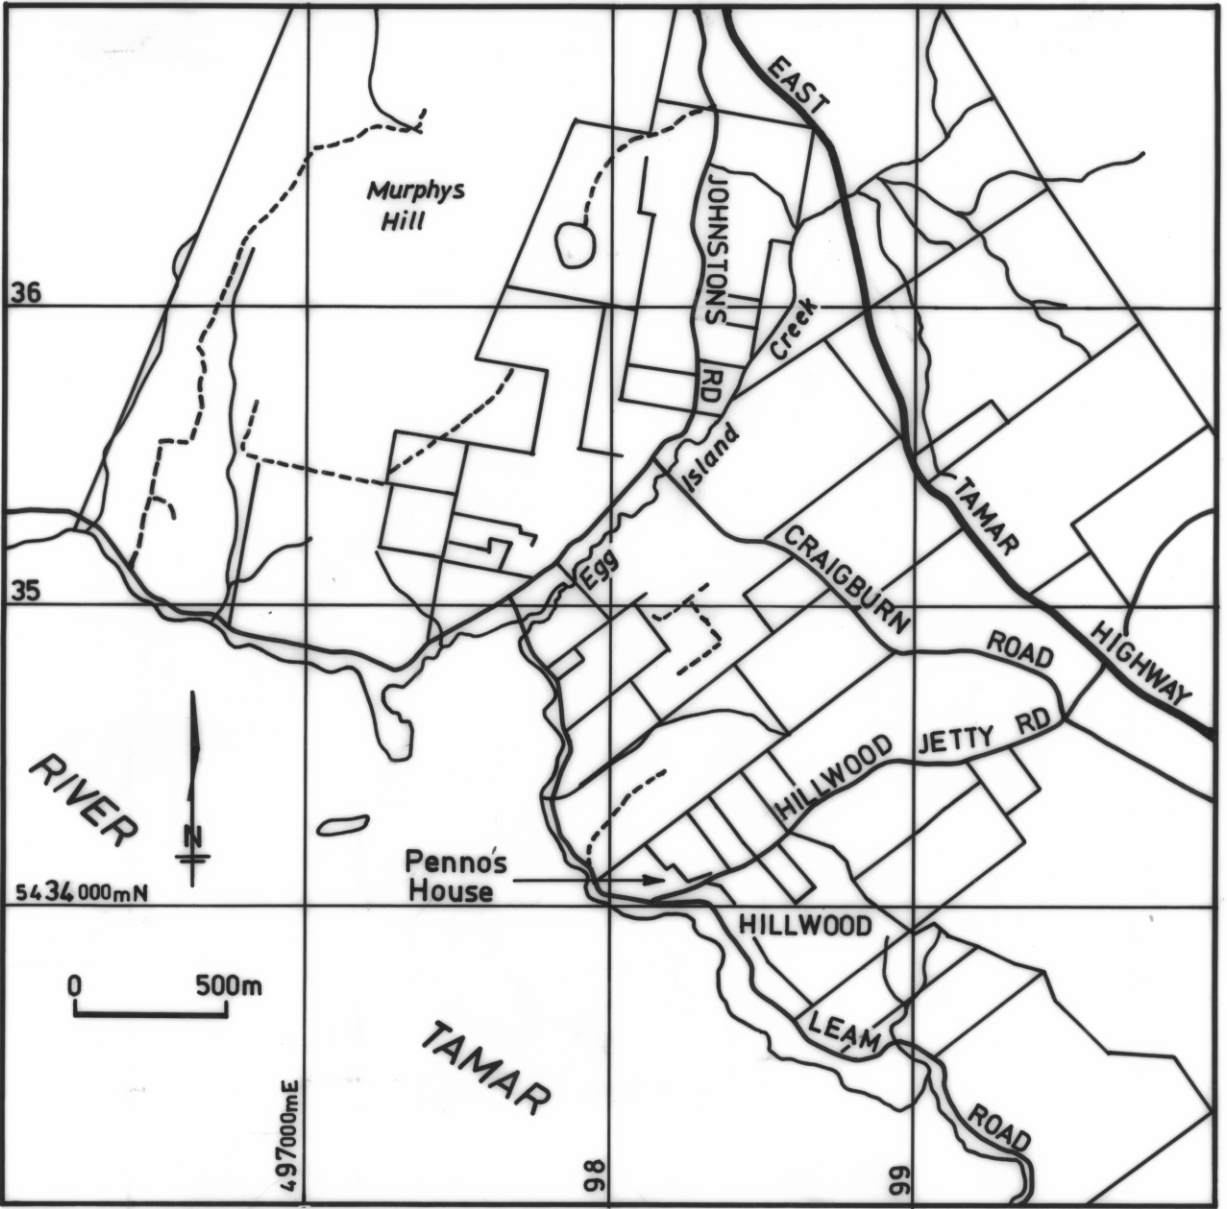 EAST
Murphys
Hill
JOHNSTONS
RD
36
Creek
Island
TAMAR
CRAIGBURN
ROAD
HIGHWAY
Egg
35
HILLWOOD
JETTY
RD
RIVER
N
Penno's
House
5434000mN
HILLWOOD
0
500m
LEAM
ROAD
TAMAR
497000mE
98
99